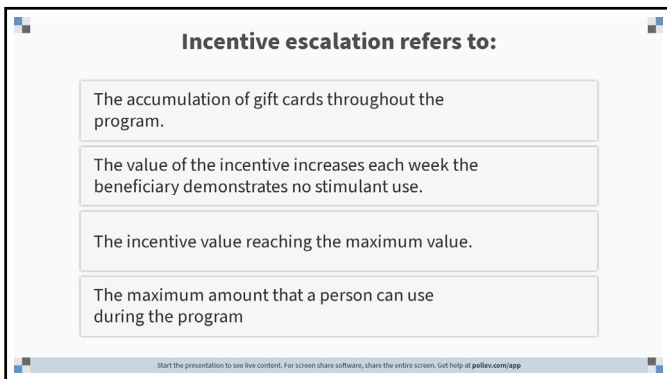 Incentive escalation refers to:
The accumulation of gift cards throughout the
program.
The value of the incentive increases each week the
beneficiary demonstrates no stimulant use.
The incentive value reaching the maximum value.
The maximum amount that a person can use
during the program
Start the presentation to see live content. For screen share software, share the entire screen. Get help at pollev.com/app